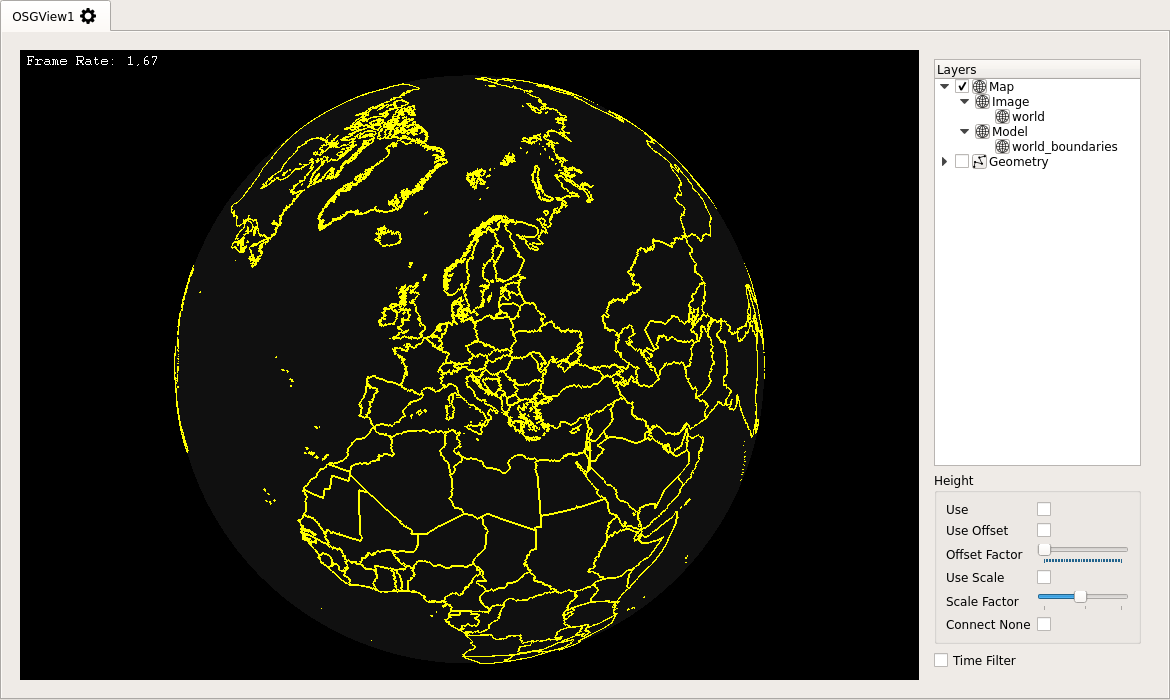 OSGView1
Frame Rate: 1,67
Layers
Map
Image
world
Model
world_boundaries
Geometry
Height
Use
Use Offset
Offset Factor
Use Scale
Scale Factor
Connect None
Time Filter